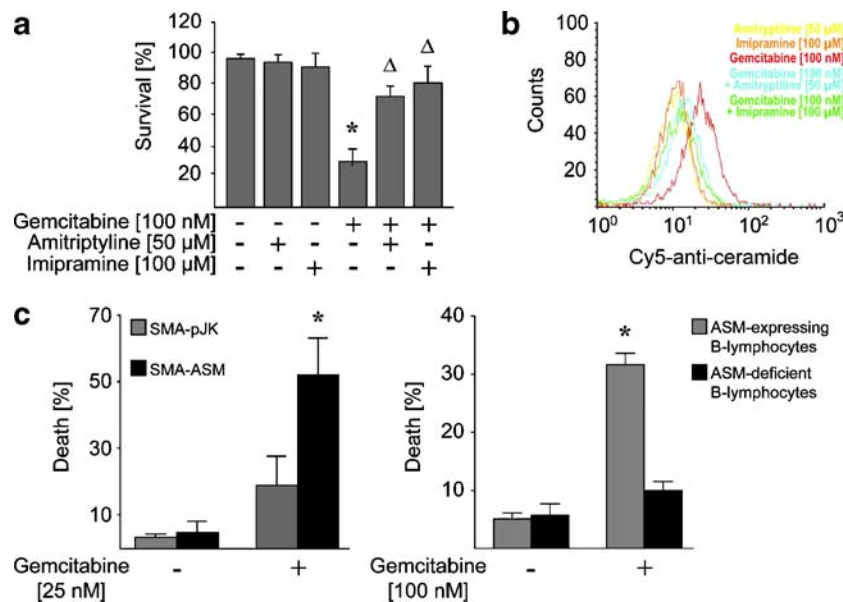 a
Survival [%]
100
80
60
40
20
*
Δ
Δ
Gemcitabine [100 nM] - - - + + +
Amitriptyline [50 µM] - + - - + -
Imipramine [100 µM] - - + - - +
b
Counts
100
80
60
40
20
10⁰ 10¹ 10² 10³
Cy5-anti-ceramide
Amitryptiline [50 µM]
Imipramine [100 µM]
Gemcitabine [100 nM]
Gemcitabine [100 nM]
+ Amitryptiline [50 µM]
Gemcitabine [100 nM]
+ Imipramine [100 µM]
c
Death [%]
70
50
30
10
SMA-pJK
SMA-ASM
*
Gemcitabine - +
[25 nM]
Death [%]
40
30
20
10
*
ASM-expressing
B-lymphocytes
ASM-deficient
B-lymphocytes
Gemcitabine - +
[100 nM]